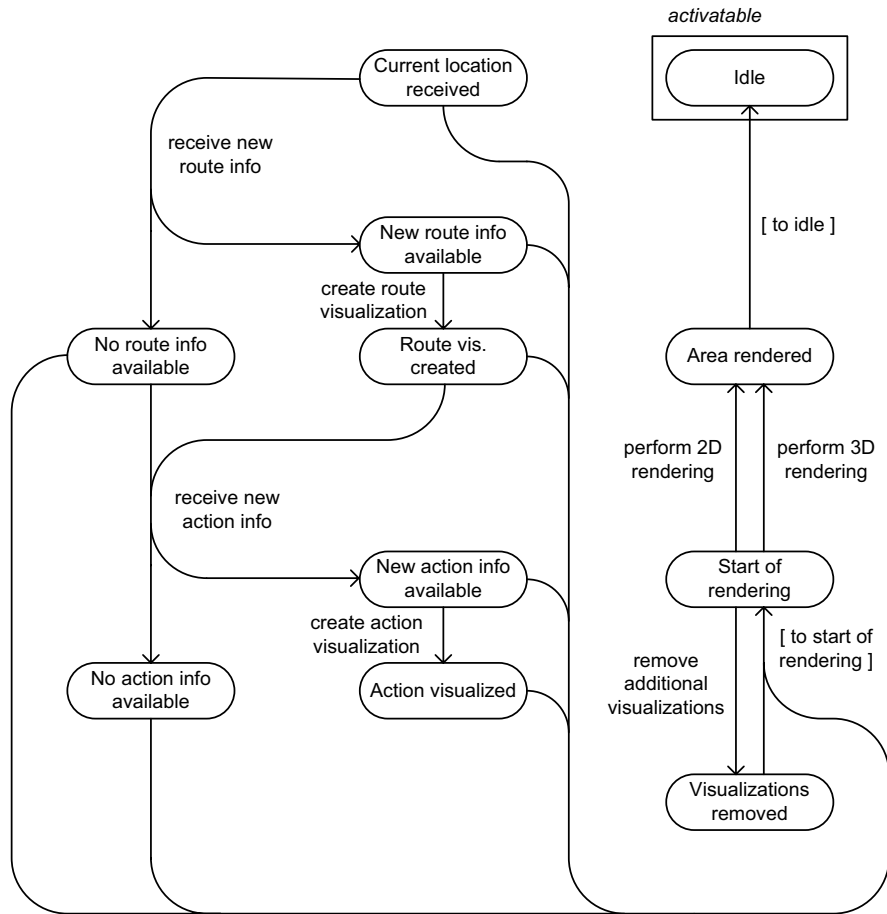 activatable
Current location
received
Idle
receive new
route info
New route info
available
[ to idle ]
create route
visualization
No route info
available
Route vis.
created
Area rendered
perform 2D
rendering
perform 3D
rendering
receive new
action info
New action info
available
Start of
rendering
create action
visualization
[ to start of
rendering ]
No action info
available
Action visualized
remove
additional
visualizations
Visualizations
removed